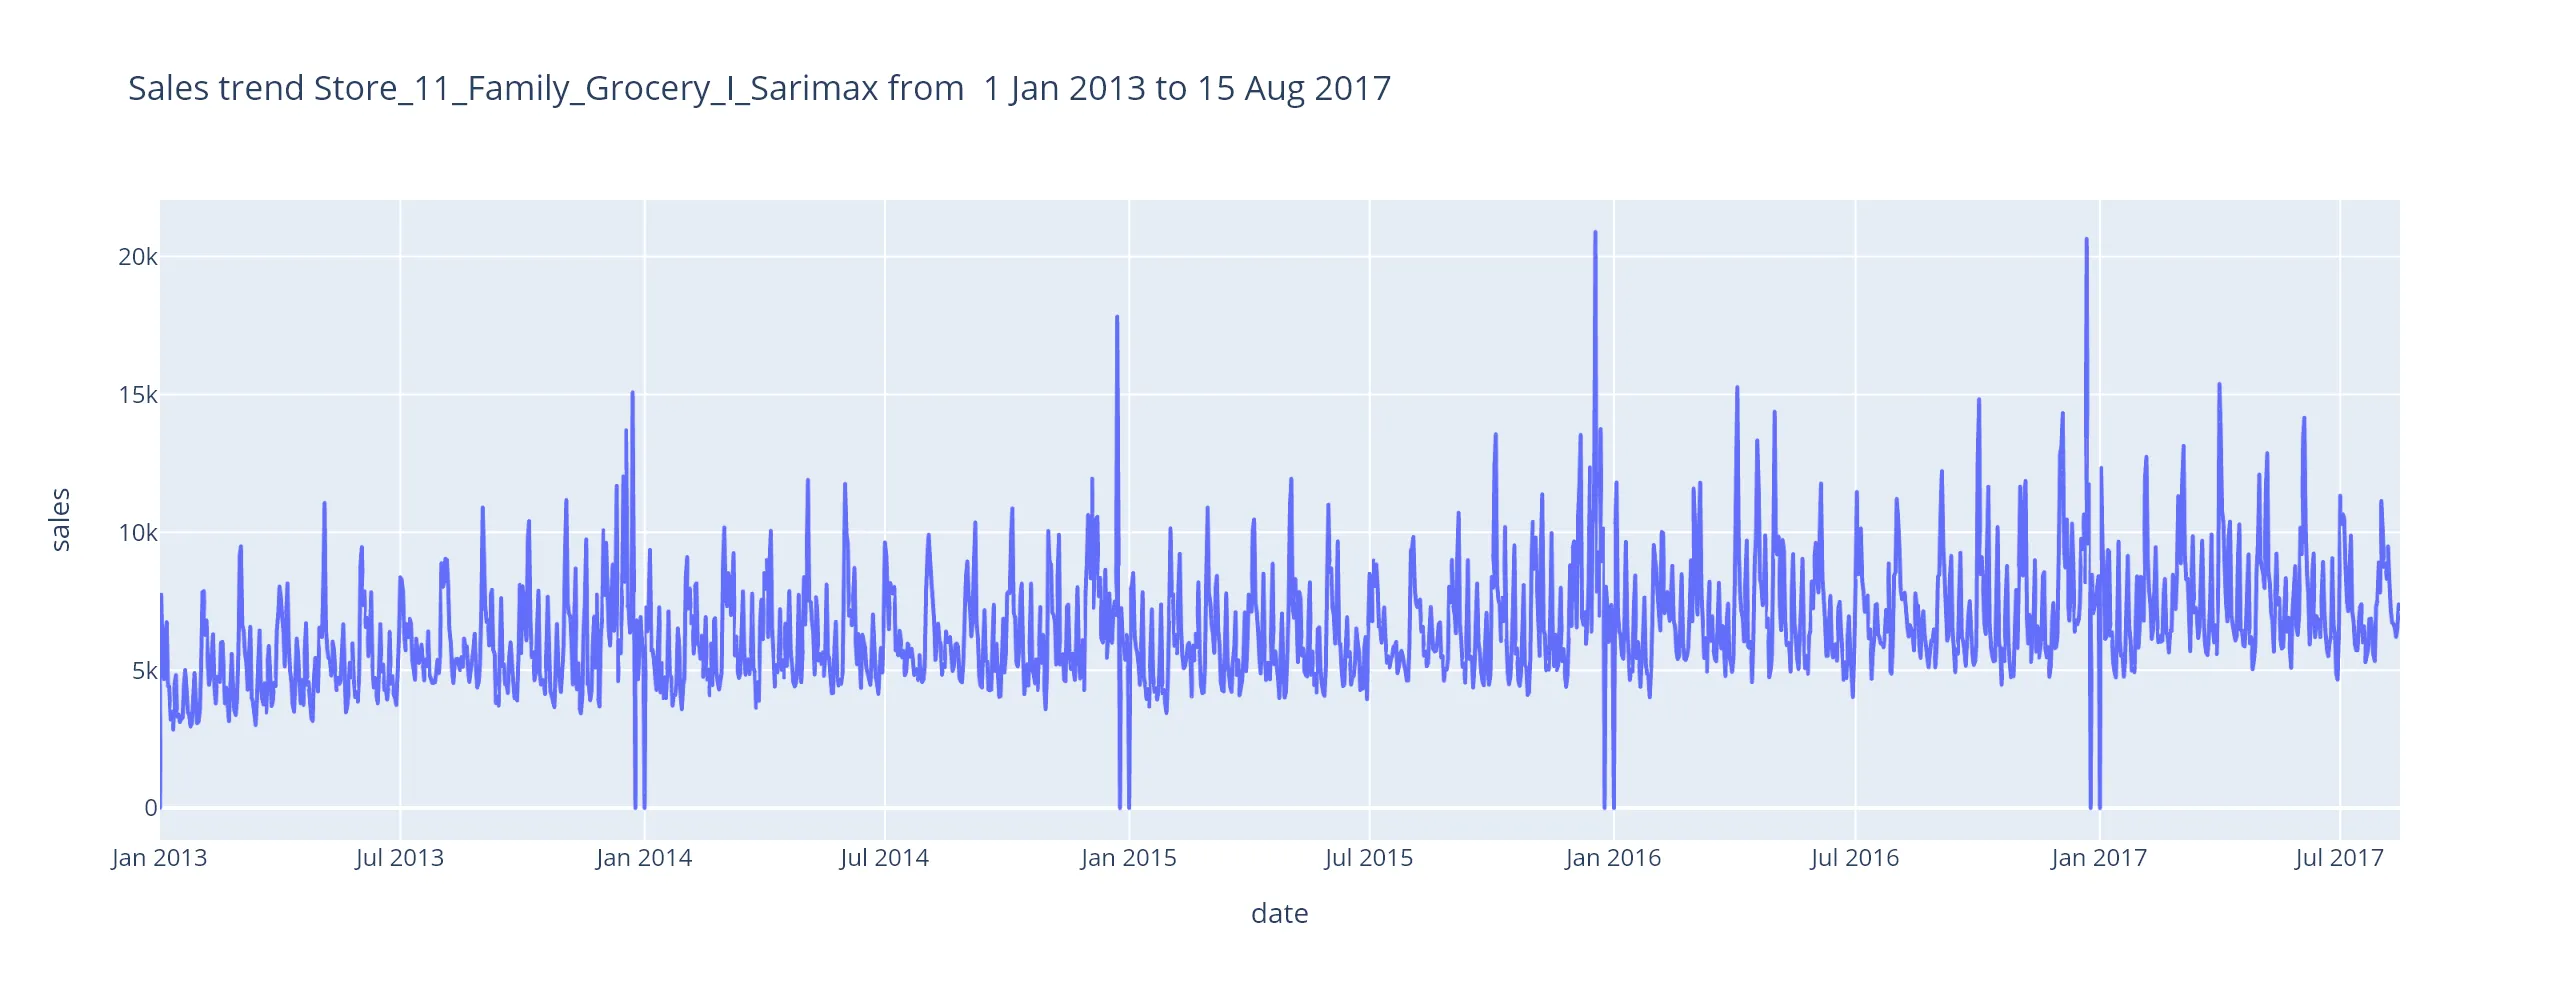 Sales trend Store_11_Family_Grocery_I_Sarimax from  1 Jan 2013 to 15 Aug 2017
20k
15k
10k
5k
0
sales
Jan 2013
Jul 2013
Jan 2014
Jul 2014
Jan 2015
Jul 2015
Jan 2016
Jul 2016
Jan 2017
Jul 2017
date